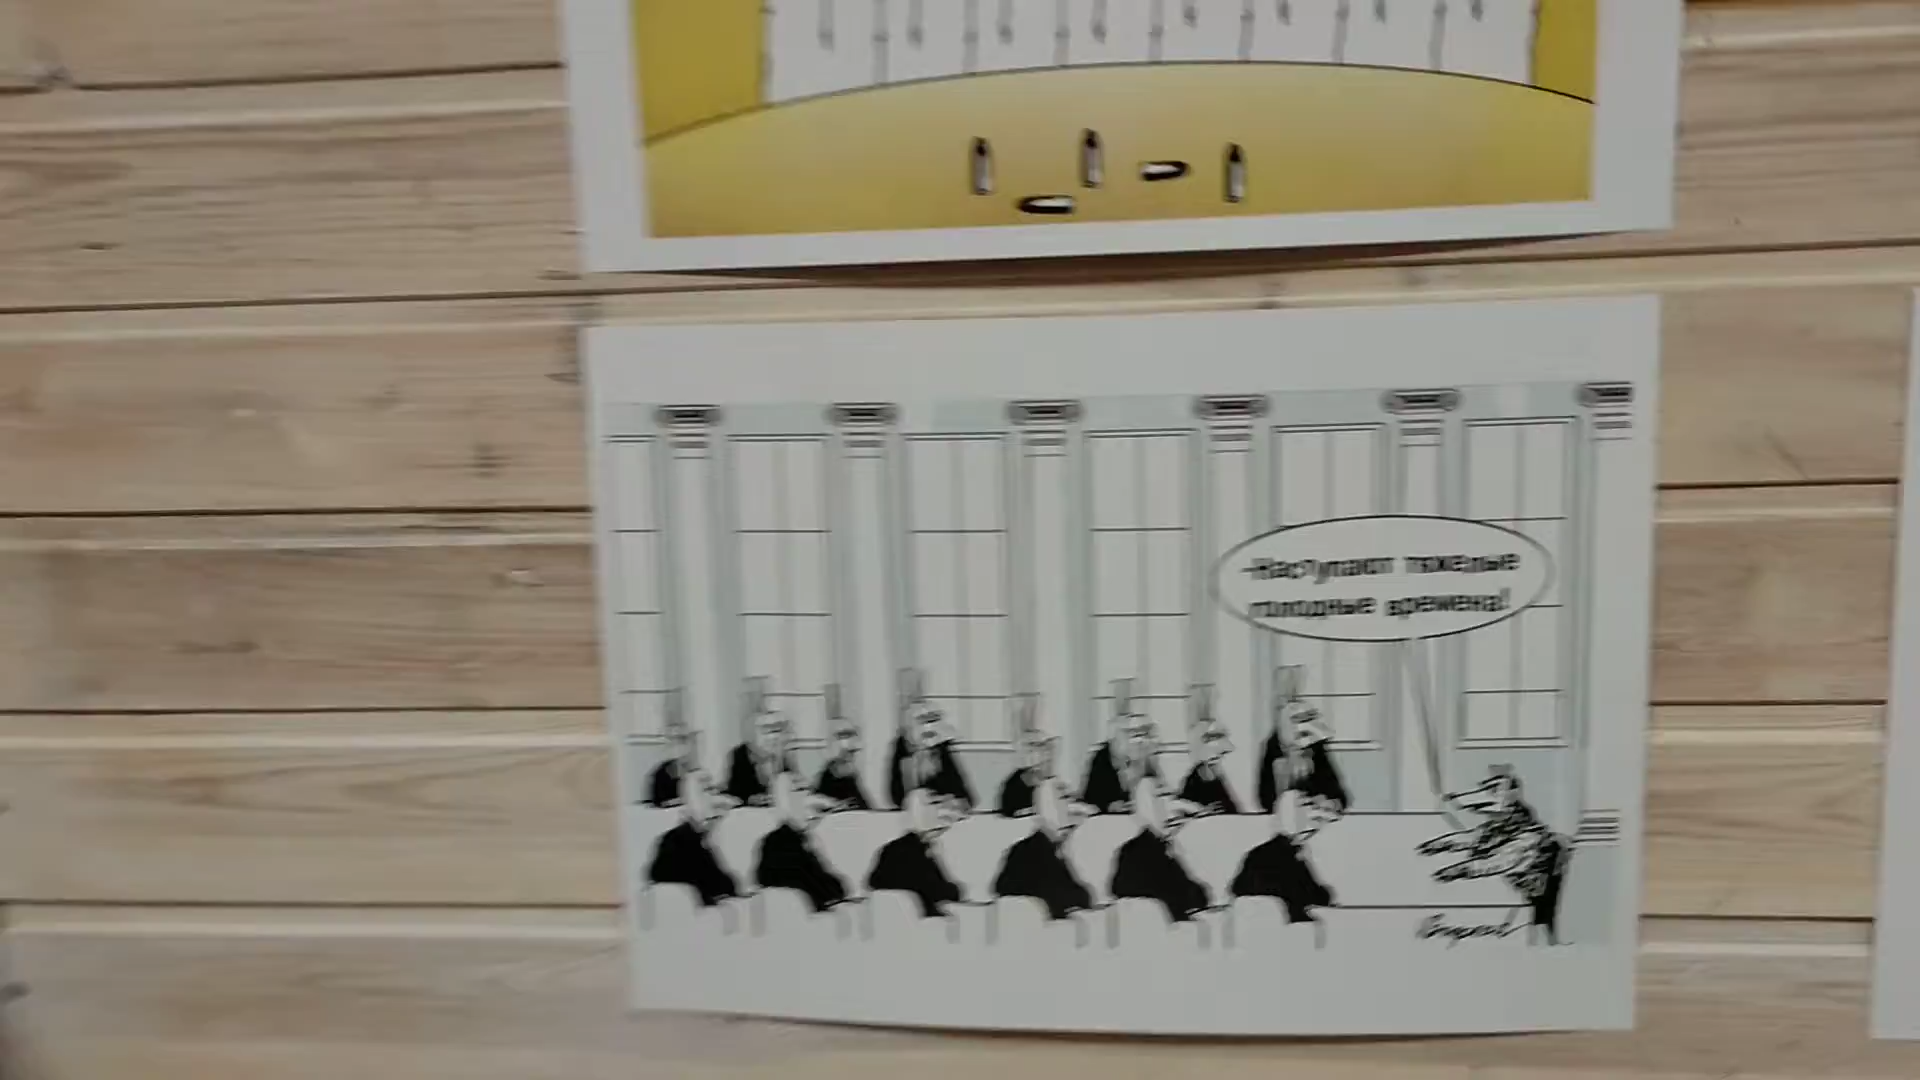 -Наступают тяжелые
голодные времена!